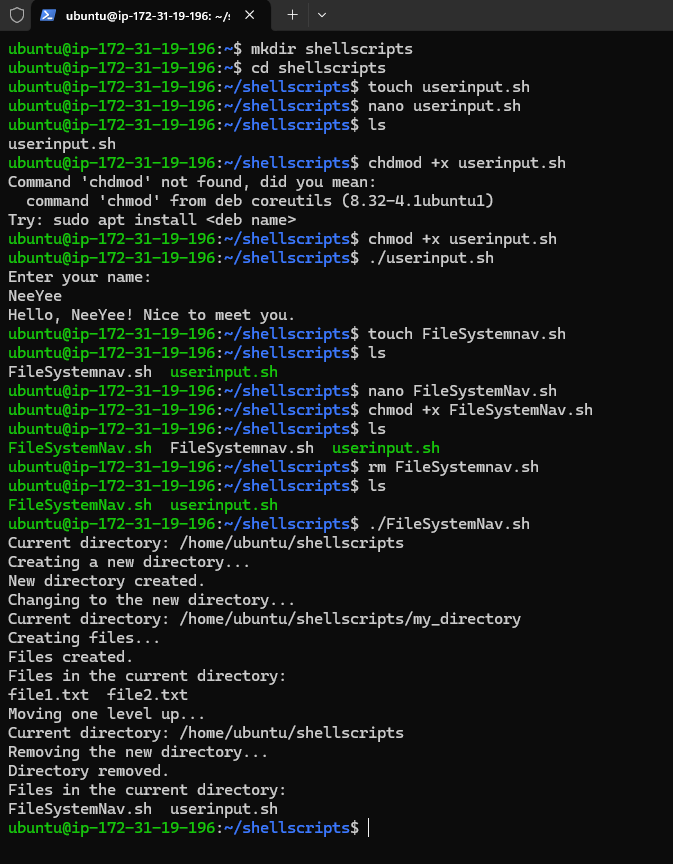 ubuntu@ip-172-31-19-196: ~/:
ubuntu@ip-172-31-19-196:~$ mkdir shellscripts
ubuntu@ip-172-31-19-196:~$ cd shellscripts
ubuntu@ip-172-31-19-196:~/shellscripts$ touch userinput.sh
ubuntu@ip-172-31-19-196:~/shellscripts$ nano userinput.sh
ubuntu@ip-172-31-19-196:~/shellscripts$ ls
userinput.sh
ubuntu@ip-172-31-19-196:~/shellscripts$ chdmod +x userinput.sh
Command 'chdmod' not found, did you mean:
  command 'chmod' from deb coreutils (8.32-4.1ubuntu1)
Try: sudo apt install <deb name>
ubuntu@ip-172-31-19-196:~/shellscripts$ chmod +x userinput.sh
ubuntu@ip-172-31-19-196:~/shellscripts$ ./userinput.sh
Enter your name:
NeeYee
Hello, NeeYee! Nice to meet you.
ubuntu@ip-172-31-19-196:~/shellscripts$ touch FileSystemnav.sh
ubuntu@ip-172-31-19-196:~/shellscripts$ ls
FileSystemnav.sh  userinput.sh
ubuntu@ip-172-31-19-196:~/shellscripts$ nano FileSystemNav.sh
ubuntu@ip-172-31-19-196:~/shellscripts$ chmod +x FileSystemNav.sh
ubuntu@ip-172-31-19-196:~/shellscripts$ ls
FileSystemNav.sh  FileSystemnav.sh  userinput.sh
ubuntu@ip-172-31-19-196:~/shellscripts$ rm FileSystemnav.sh
ubuntu@ip-172-31-19-196:~/shellscripts$ ls
FileSystemNav.sh  userinput.sh
ubuntu@ip-172-31-19-196:~/shellscripts$ ./FileSystemNav.sh
Current directory: /home/ubuntu/shellscripts
Creating a new directory...
New directory created.
Changing to the new directory...
Current directory: /home/ubuntu/shellscripts/my_directory
Creating files...
Files created.
Files in the current directory:
file1.txt  file2.txt
Moving one level up...
Current directory: /home/ubuntu/shellscripts
Removing the new directory...
Directory removed.
Files in the current directory:
FileSystemNav.sh  userinput.sh
ubuntu@ip-172-31-19-196:~/shellscripts$